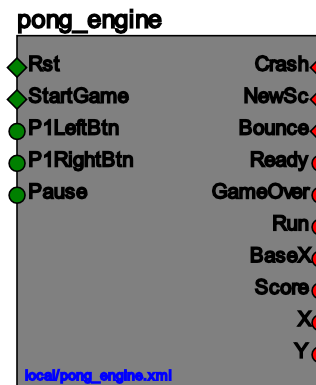 pong_engine
Rst Crash
StartGame NewSc
P1LeftBtn Bounce
P1RightBtn Ready
Pause GameOver
Run
BaseX
Score
X
Y
local/pong_engine.xml